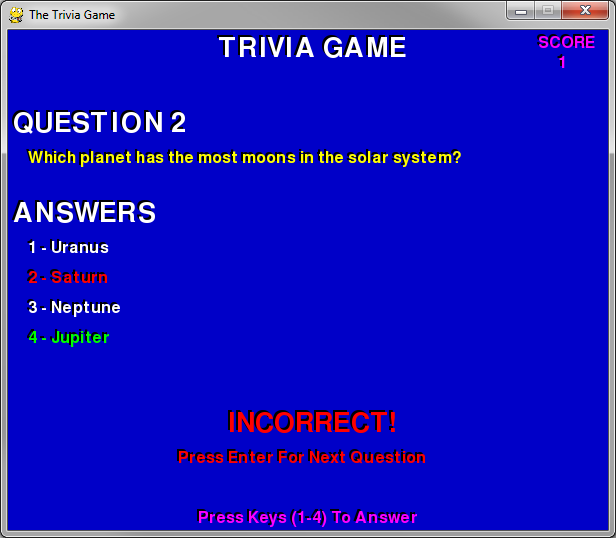 The Trivia Game
TRIVIA GAME
SCORE
1
QUESTION 2
Which planet has the most moons in the solar system?
ANSWERS
1 - Uranus
2 - Saturn
3 - Neptune
4 - Jupiter
INCORRECT!
Press Enter For Next Question
Press Keys (1-4) To Answer